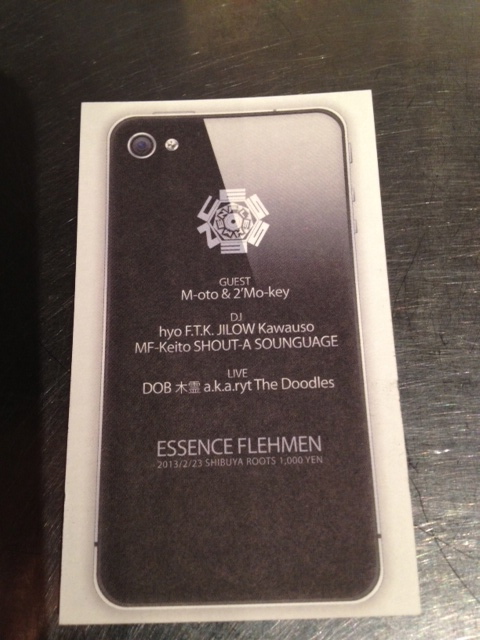 GUEST
M-oto & 2'Mo-key
DJ
hyo F.T.K. JILOW Kawauso
MF-Keito SHOUT-A SOUNGUAGE
LIVE
DOB 木霊 a.k.a.ryt The Doodles
ESSENCE FLEHMEN
2013/2/23 SHIBUYA ROOTS 1,000 YEN